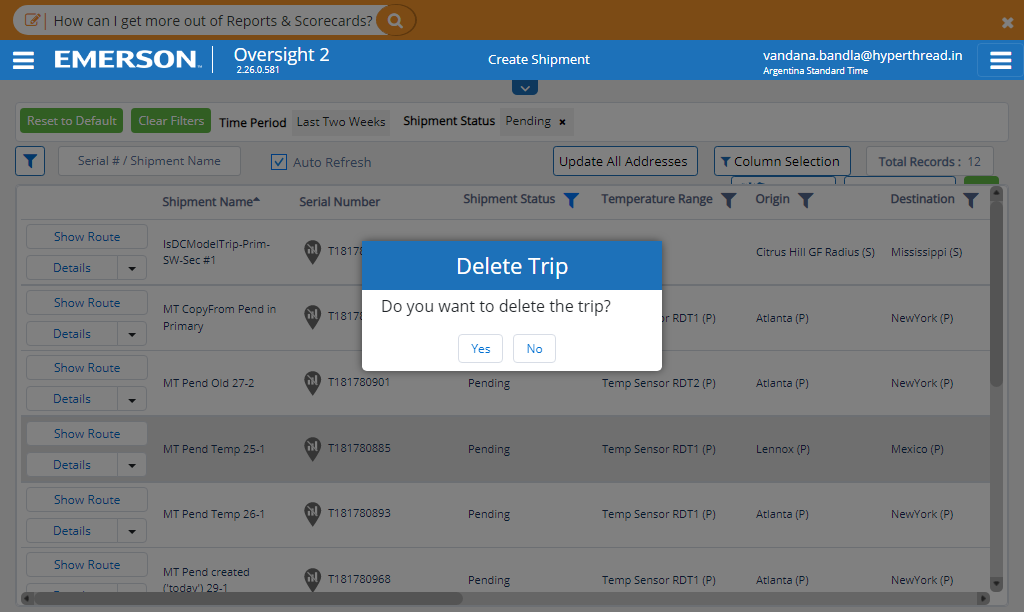 How can I get more out of Reports & Scorecards?
EMERSON
Oversight 2
2.26.0.581
Create Shipment
vandana.bandla@hyperthread.in
Argentina Standard Time
Reset to Default
Clear Filters
Time Period
Last Two Weeks
Shipment Status
Pending ×
Serial # / Shipment Name
Auto Refresh
Update All Addresses
Column Selection
Total Records : 12
Shipment Name
Serial Number
Shipment Status
Temperature Range
Origin
Destination
Show Route
Details
IsDCModelTrip-Prim-
SW-Sec #1
Citrus Hill GF Radius (S)
Mississippi (S)
Show Route
Details
MT CopyFrom Pend in
Primary
RDT1 (P)
Atlanta (P)
NewYork (P)
Show Route
Details
MT Pend Old 27-2
T181780901
Pending
Temp Sensor RDT2 (P)
Atlanta (P)
NewYork (P)
Show Route
Details
MT Pend Temp 25-1
T181780885
Pending
Temp Sensor RDT1 (P)
Lennox (P)
Mexico (P)
Show Route
Details
MT Pend Temp 26-1
T181780893
Pending
Temp Sensor RDT1 (P)
Atlanta (P)
NewYork (P)
Show Route
MT Pend created
('today') 29-1
T181780968
Pending
Temp Sensor RDT1 (P)
Atlanta (P)
NewYork (P)
Delete Trip
Do you want to delete the trip?
Yes
No